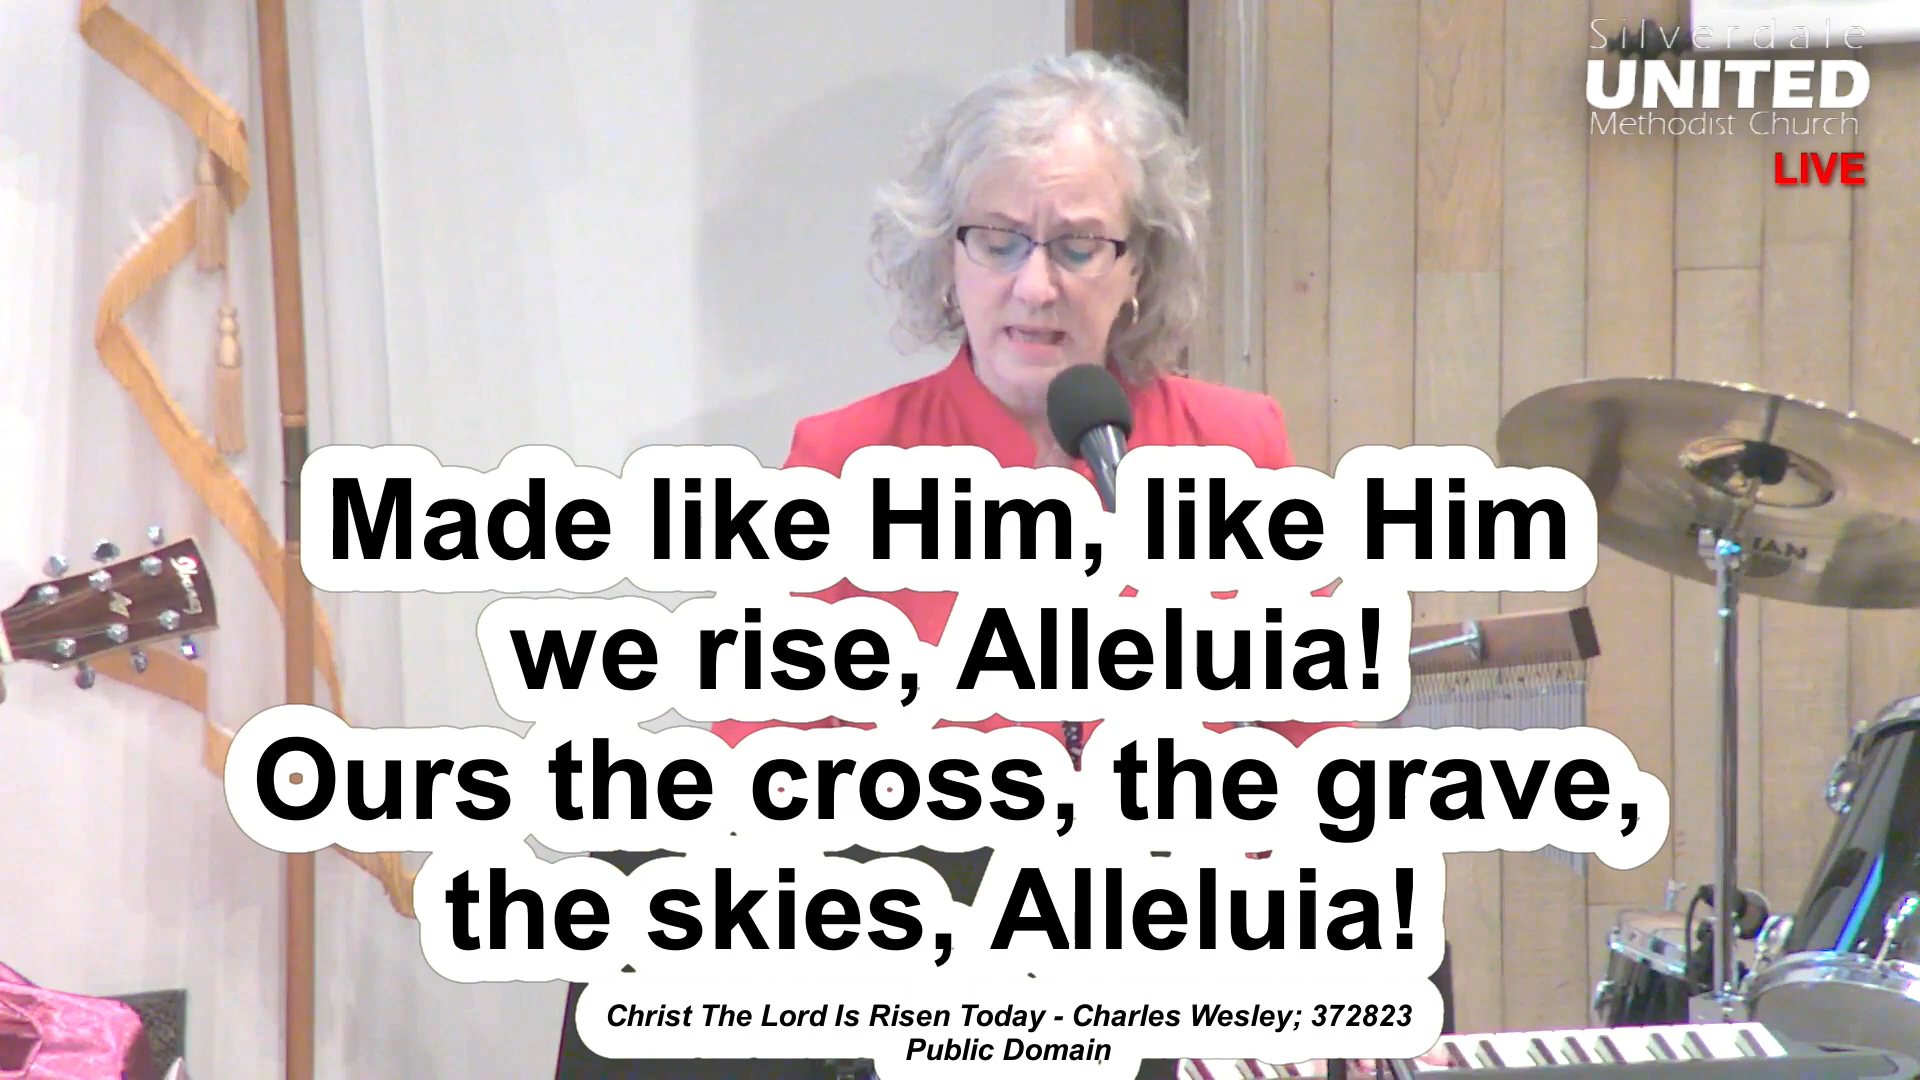 Silverdale
UNITED
Methodist Church
LIVE
Made like Him, like Him
we rise, Alleluia!
Ours the cross, the grave,
the skies, Alleluia!
Christ The Lord Is Risen Today - Charles Wesley; 372823
Public Domain
Ibanez